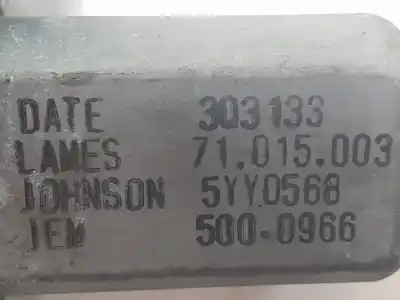 DATE 303133
LAMES 71.015.003
JOHNSON 5YY0568
JEM 500-0966